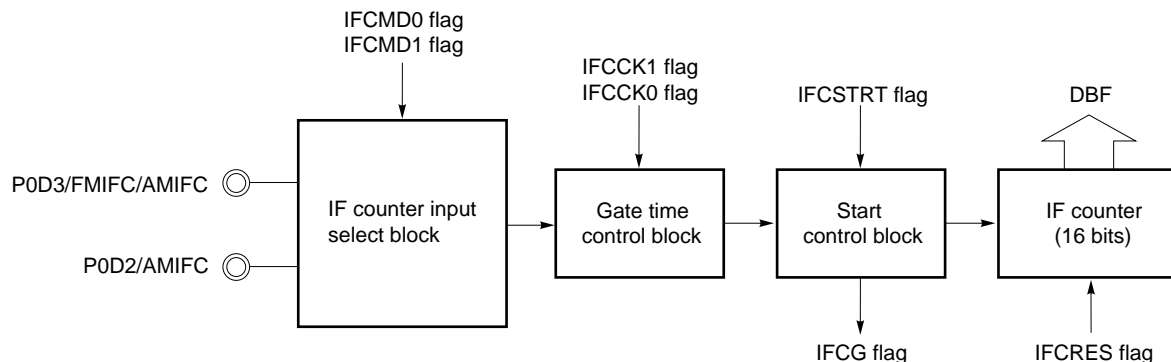 IFCMD0 flag
IFCMD1 flag
IFCCK1 flag
IFCCK0 flag
IFCSTRT flag
DBF
P0D3/FMIFC/AMIFC
P0D2/AMIFC
IF counter input
select block
Gate time
control block
Start
control block
IF counter
(16 bits)
IFCG flag
IFCRES flag